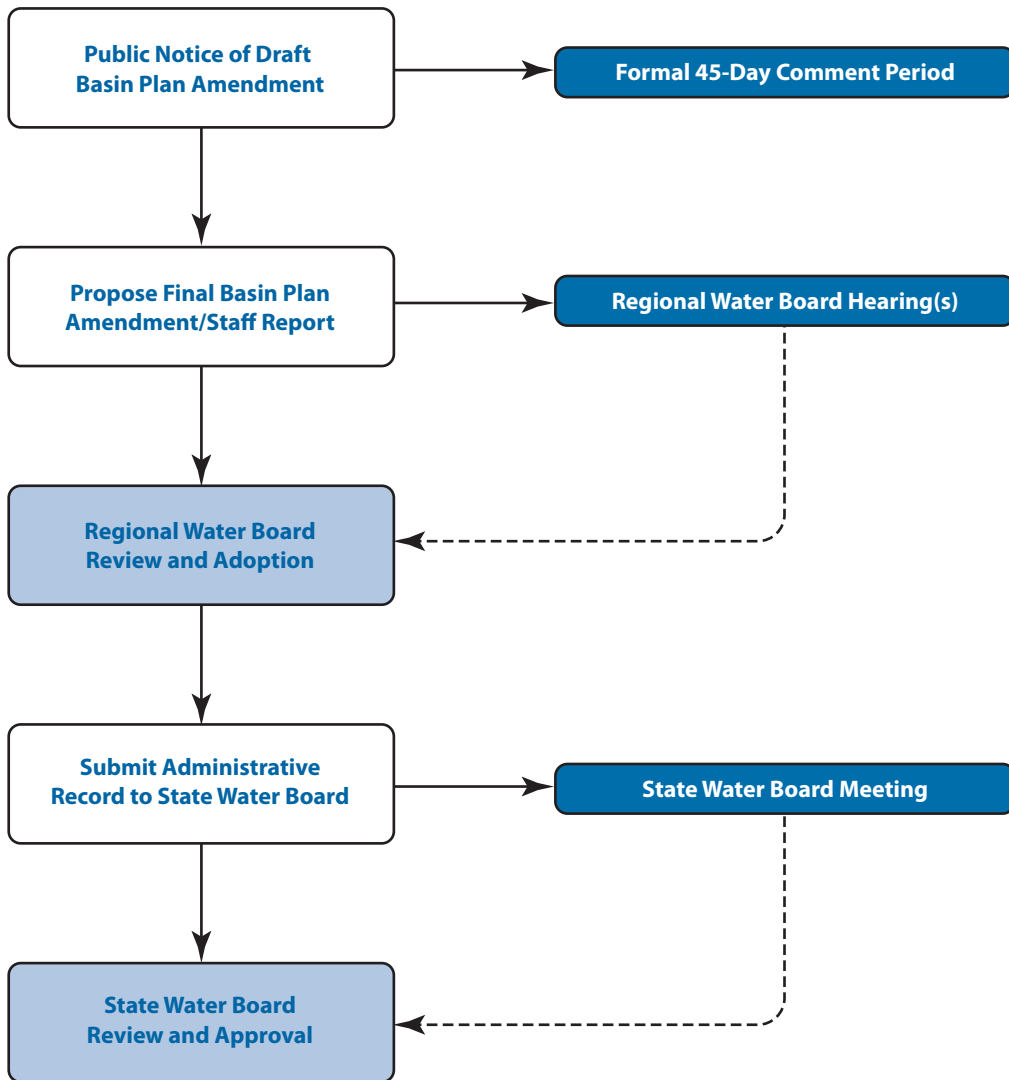 Public Notice of Draft
Basin Plan Amendment
Formal 45-Day Comment Period
Propose Final Basin Plan
Amendment/Staff Report
Regional Water Board Hearing(s)
Regional Water Board
Review and Adoption
Submit Administrative
Record to State Water Board
State Water Board Meeting
State Water Board
Review and Approval